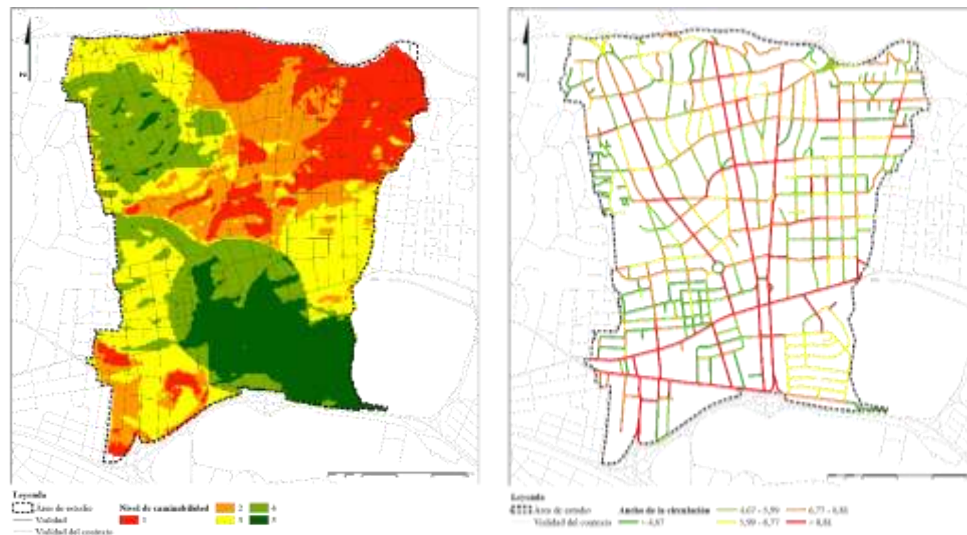 N
N
Leyenda
Área de estudio
Nivel de caminabilidad
2
4
Vialidad
1
3
5
Vialidad del contexto
Leyenda
Área de estudio
Ancho de la circulación
4,67 - 5,99
6,77 - 8,81
Vialidad del contexto
< 4,67
5,99 - 6,77
> 8,81